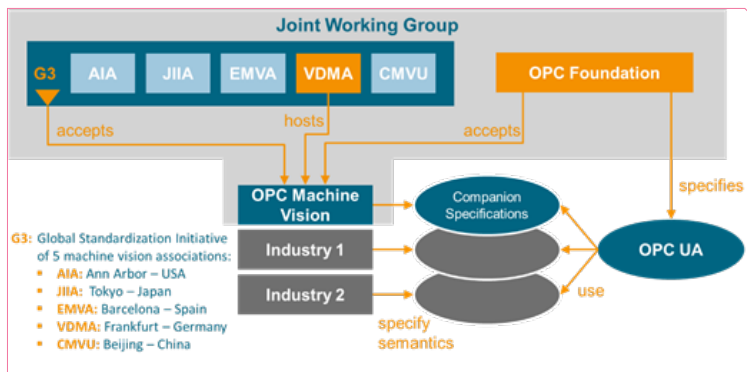 Joint Working Group
G3 AIA JIIA EMVA VDMA CMVU OPC Foundation
accepts hosts accepts
specifies
OPC Machine
Vision
Companion
Specifications
OPC UA
Industry 1
Industry 2
use
specify
semantics
G3: Global Standardization Initiative
of 5 machine vision associations:
▪ AIA: Ann Arbor – USA
▪ JIIA: Tokyo – Japan
▪ EMVA: Barcelona – Spain
▪ VDMA: Frankfurt – Germany
▪ CMVU: Beijing – China